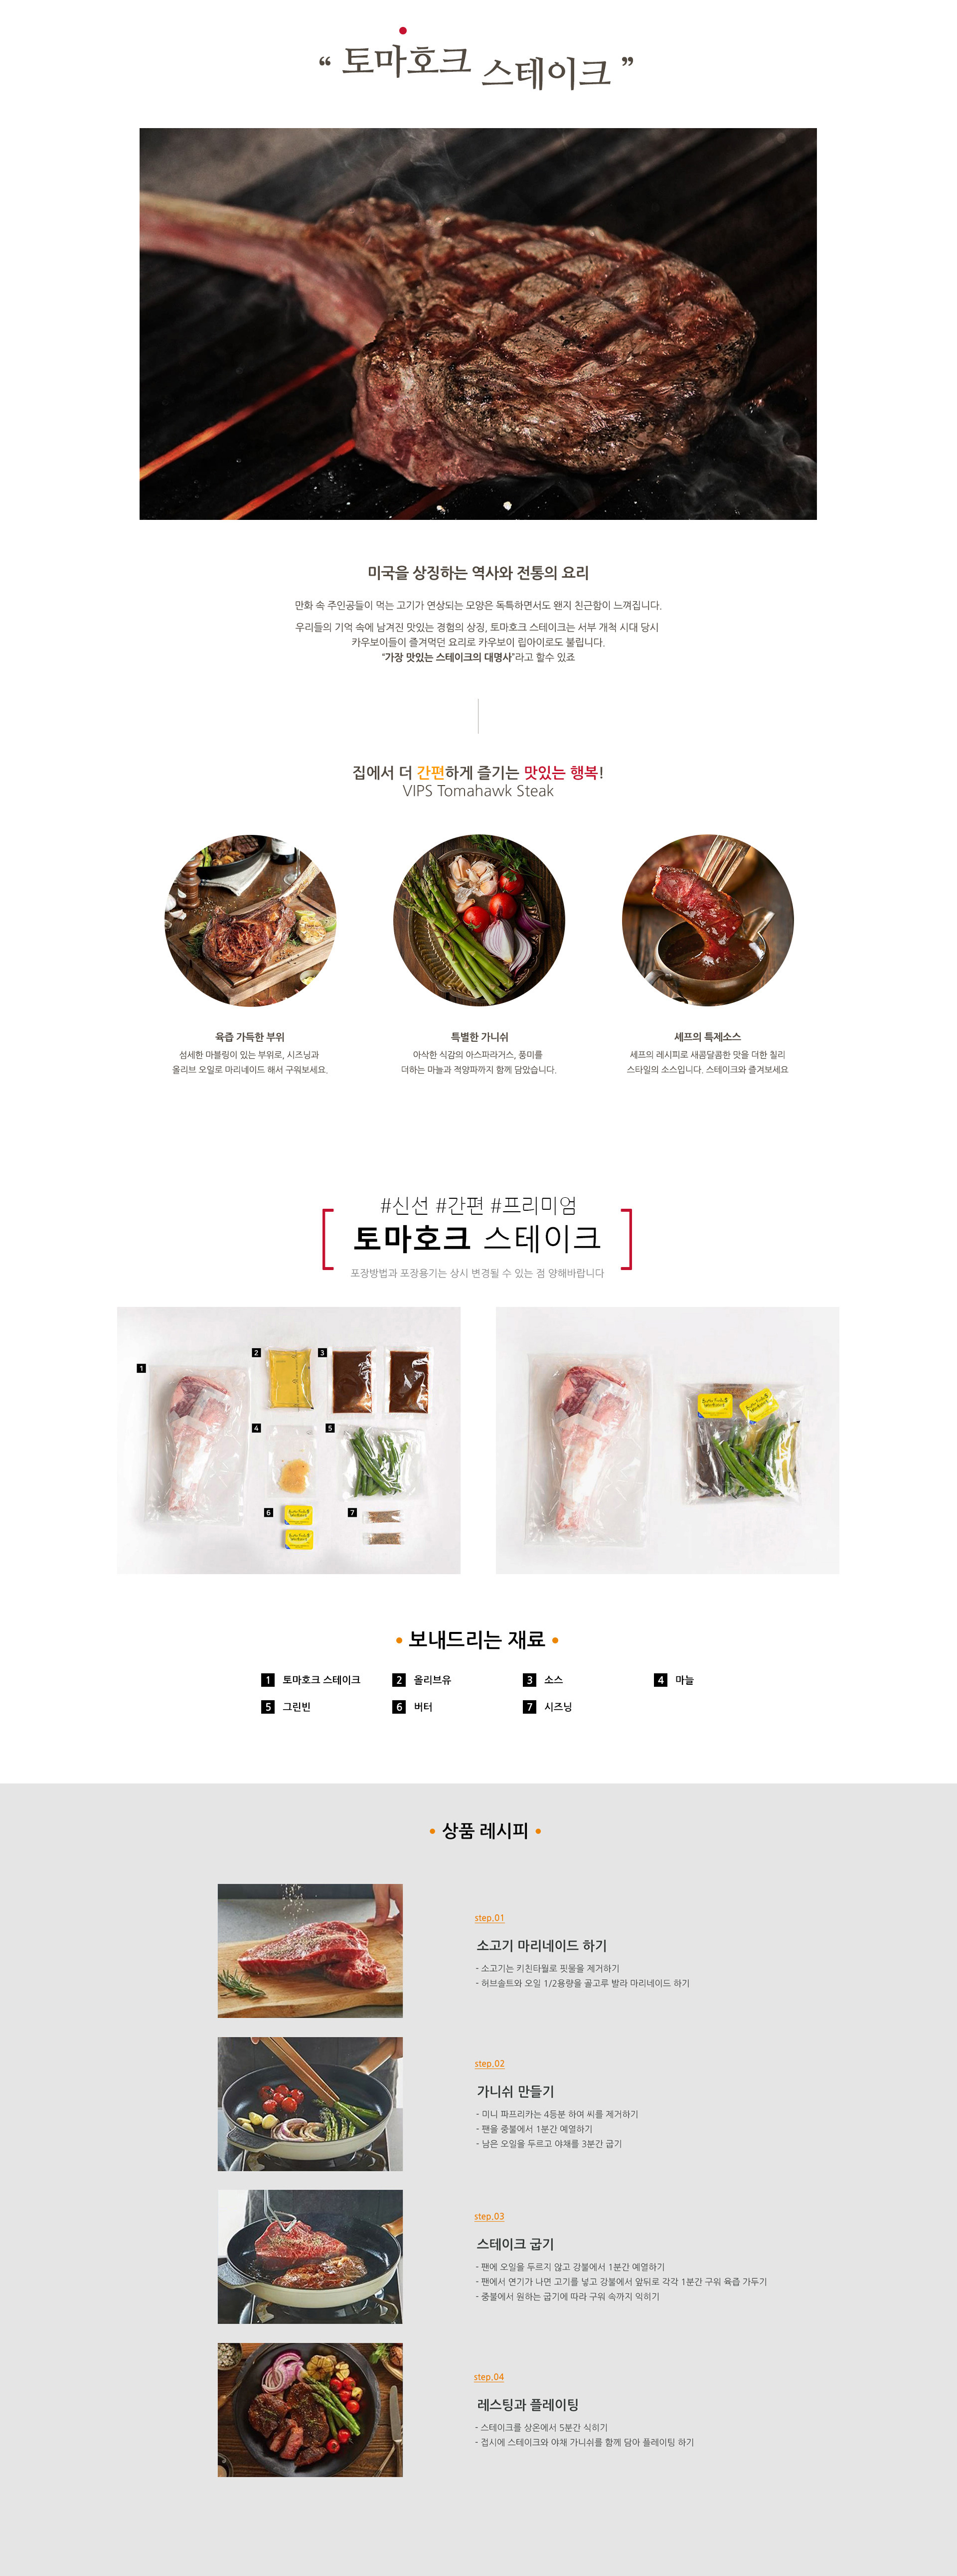 “ 토마호크 스테이크 ”
미국을 상징하는 역사와 전통의 요리
만화 속 주인공들이 먹는 고기가 연상되는 모양은 독특하면서도 왠지 친근함이 느껴집니다.
우리들의 기억 속에 남겨진 맛있는 경험의 상징, 토마호크 스테이크는 서부 개척 시대 당시
카우보이들이 즐겨먹던 요리로 카우보이 립아이로도 불립니다.
“가장 맛있는 스테이크의 대명사”라고 할수 있죠
집에서 더 간편하게 즐기는 맛있는 행복!
VIPS Tomahawk Steak
육즙 가득한 부위
섬세한 마블링이 있는 부위로, 시즈닝과
올리브 오일로 마리네이드 해서 구워보세요.
특별한 가니쉬
아삭한 식감의 아스파라거스, 풍미를
더하는 마늘과 적양파까지 함께 담았습니다.
셰프의 특제소스
셰프의 레시피로 새콤달콤한 맛을 더한 칠리
스타일의 소스입니다. 스테이크와 즐겨보세요
#신선 #간편 #프리미엄
토마호크 스테이크
포장방법과 포장용기는 상시 변경될 수 있는 점 양해바랍니다
1
2
3
4
5
6
7
보내드리는 재료
1 토마호크 스테이크
2 올리브유
3 소스
4 마늘
5 그린빈
6 버터
7 시즈닝
상품 레시피
step.01
소고기 마리네이드 하기
- 소고기는 키친타월로 핏물을 제거하기
- 허브솔트와 오일 1/2용량을 골고루 발라 마리네이드 하기
step.02
가니쉬 만들기
- 미니 파프리카는 4등분 하여 씨를 제거하기
- 팬을 중불에서 1분간 예열하기
- 남은 오일을 두르고 야채를 3분간 굽기
step.03
스테이크 굽기
- 팬에 오일을 두르지 않고 강불에서 1분간 예열하기
- 팬에서 연기가 나면 고기를 넣고 강불에서 앞뒤로 각각 1분간 구워 육즙 가두기
- 중불에서 원하는 굽기에 따라 구워 속까지 익히기
step.04
레스팅과 플레이팅
- 스테이크를 상온에서 5분간 식히기
- 접시에 스테이크와 야채 가니쉬를 함께 담아 플레이팅 하기